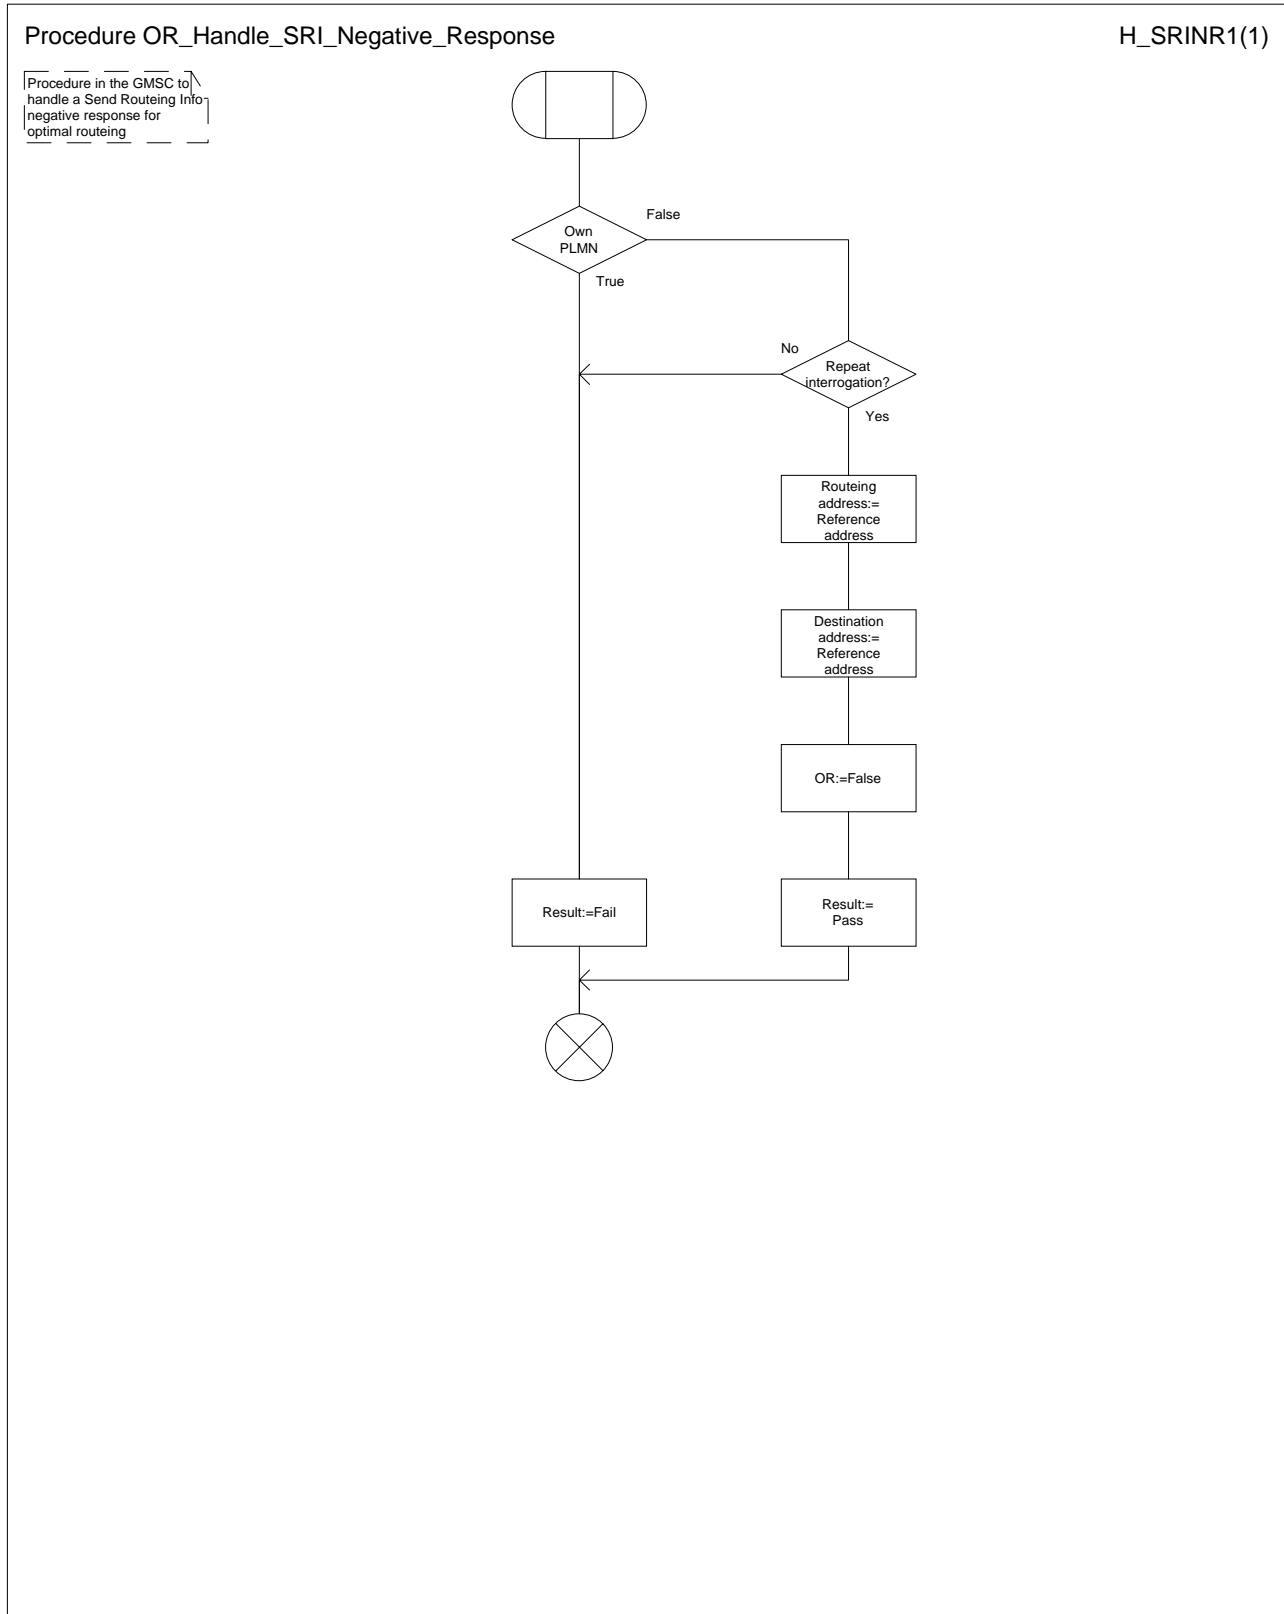 Procedure OR_Handle_SRI_Negative_Response
H_SRINR1(1)
Procedure in the GMSC to
handle a Send Routeing Info
negative response for
optimal routeing
Own
PLMN
False
True
No
Repeat
interrogation?
Yes
Routeing
address:=
Reference
address
Destination
address:=
Reference
address
OR:=False
Result:=Fail
Result:=
Pass